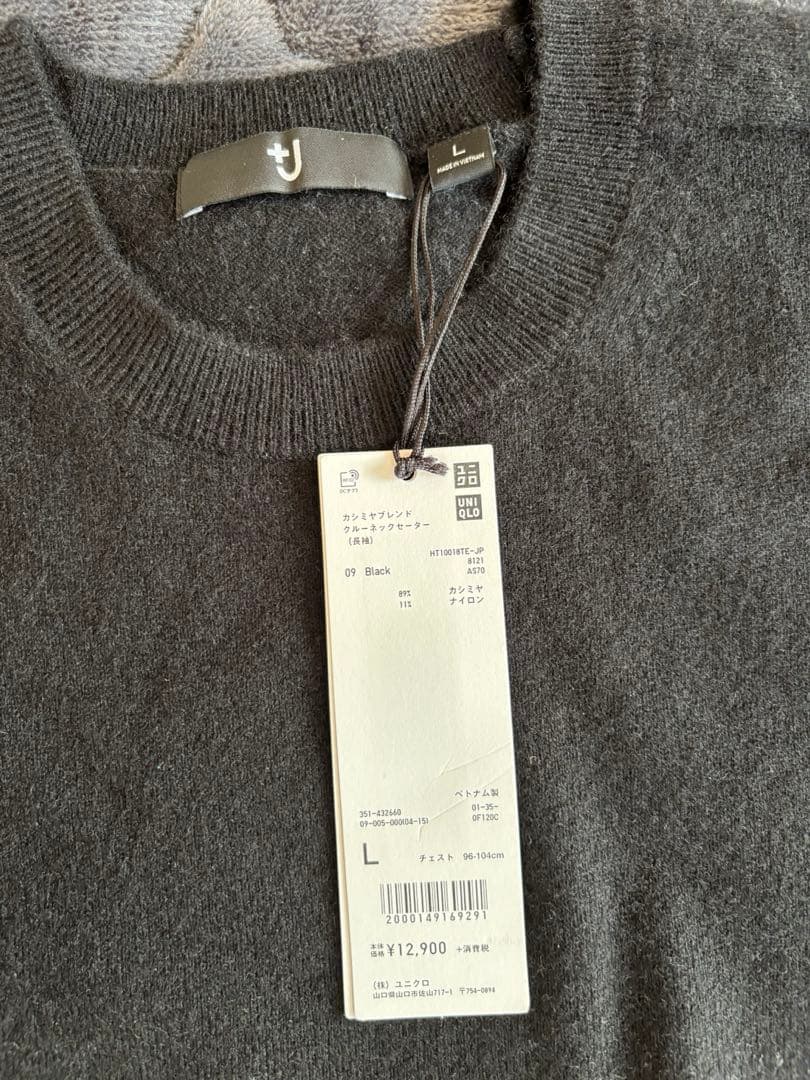 +J
L
MADE IN VIETNAM
ユニ
クロ
UNI
QLO
カシミヤブレンド
クルーネックセーター
(長袖)
HT10018TE-JP
8121
09 Black AS70
89% カシミヤ
11% ナイロン
ベトナム製
351-432660 01-35-
09-005-000(04-15) 0F120C
L チェスト 96-104cm
2000149169291
本体価格 ¥12,900 +消費税
(株) ユニクロ
山口県山口市佐山717-1 〒754-0894